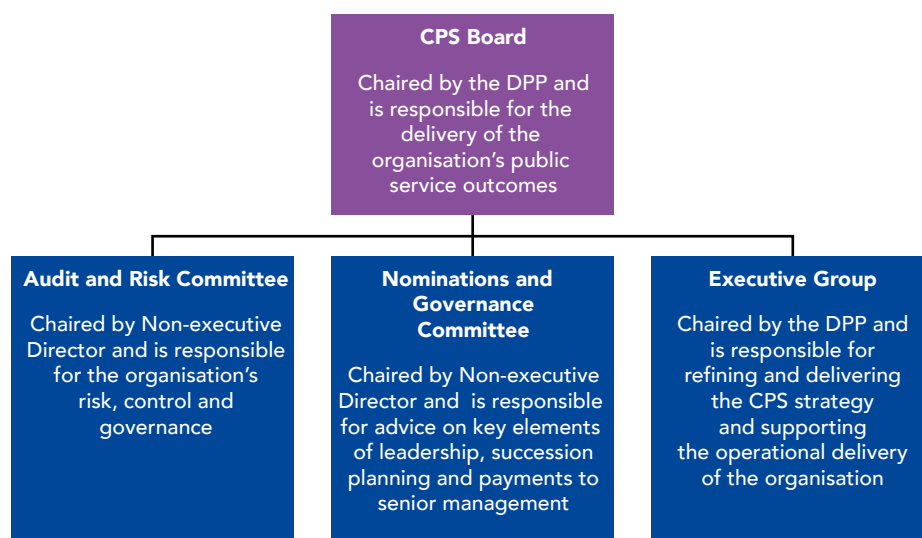 CPS Board
Chaired by the DPP and
is responsible for the
delivery of the
organisation's public
service outcomes
Audit and Risk Committee
Chaired by Non-executive
Director and is responsible
for the organisation's
risk, control and
governance
Nominations and
Governance
Committee
Chaired by Non-executive
Director and is responsible
for advice on key elements
of leadership, succession
planning and payments to
senior management
Executive Group
Chaired by the DPP and
is responsible for
refining and delivering
the CPS strategy
and supporting
the operational delivery
of the organisation